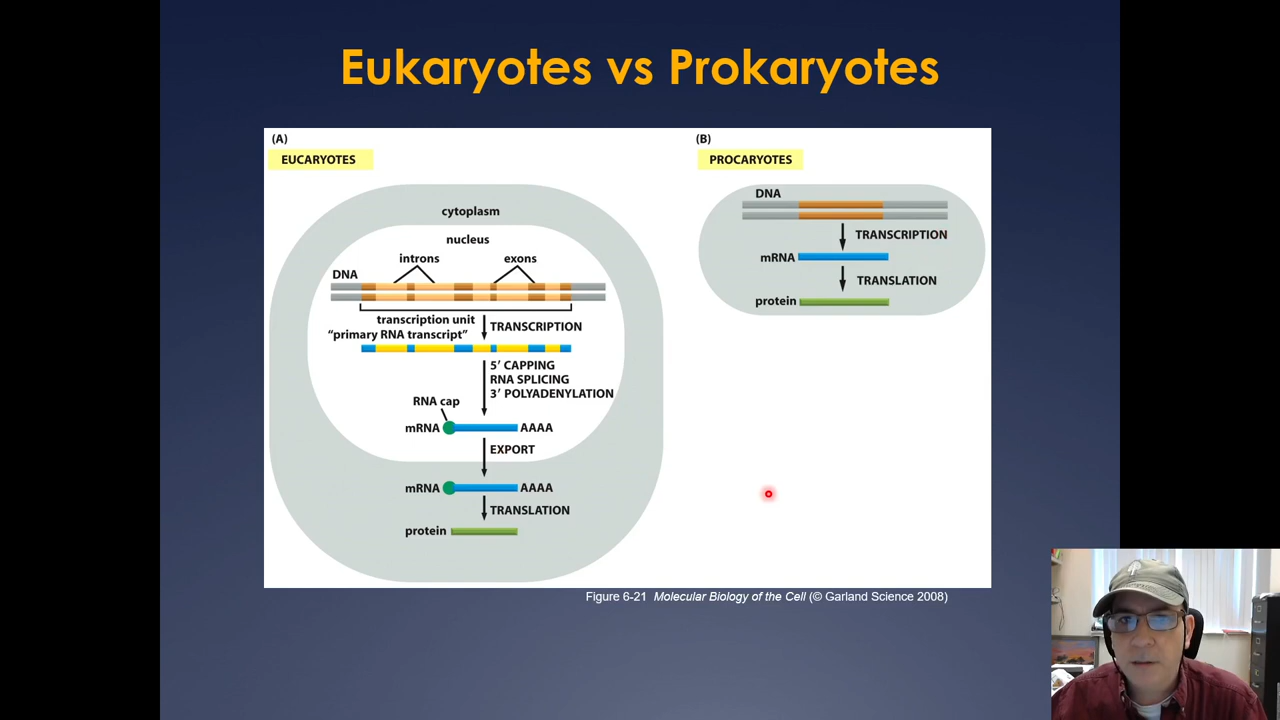 Eukaryotes vs Prokaryotes
(A)
EUCARYOTES
cytoplasm
nucleus
introns
exons
DNA
transcription unit
“primary RNA transcript”
TRANSCRIPTION
5′ CAPPING
RNA SPLICING
3′ POLYADENYLATION
RNA cap
mRNA
AAAA
EXPORT
mRNA
AAAA
TRANSLATION
protein
(B)
PROCARYOTES
DNA
TRANSCRIPTION
mRNA
TRANSLATION
protein
Figure 6-21 Molecular Biology of the Cell (© Garland Science 2008)